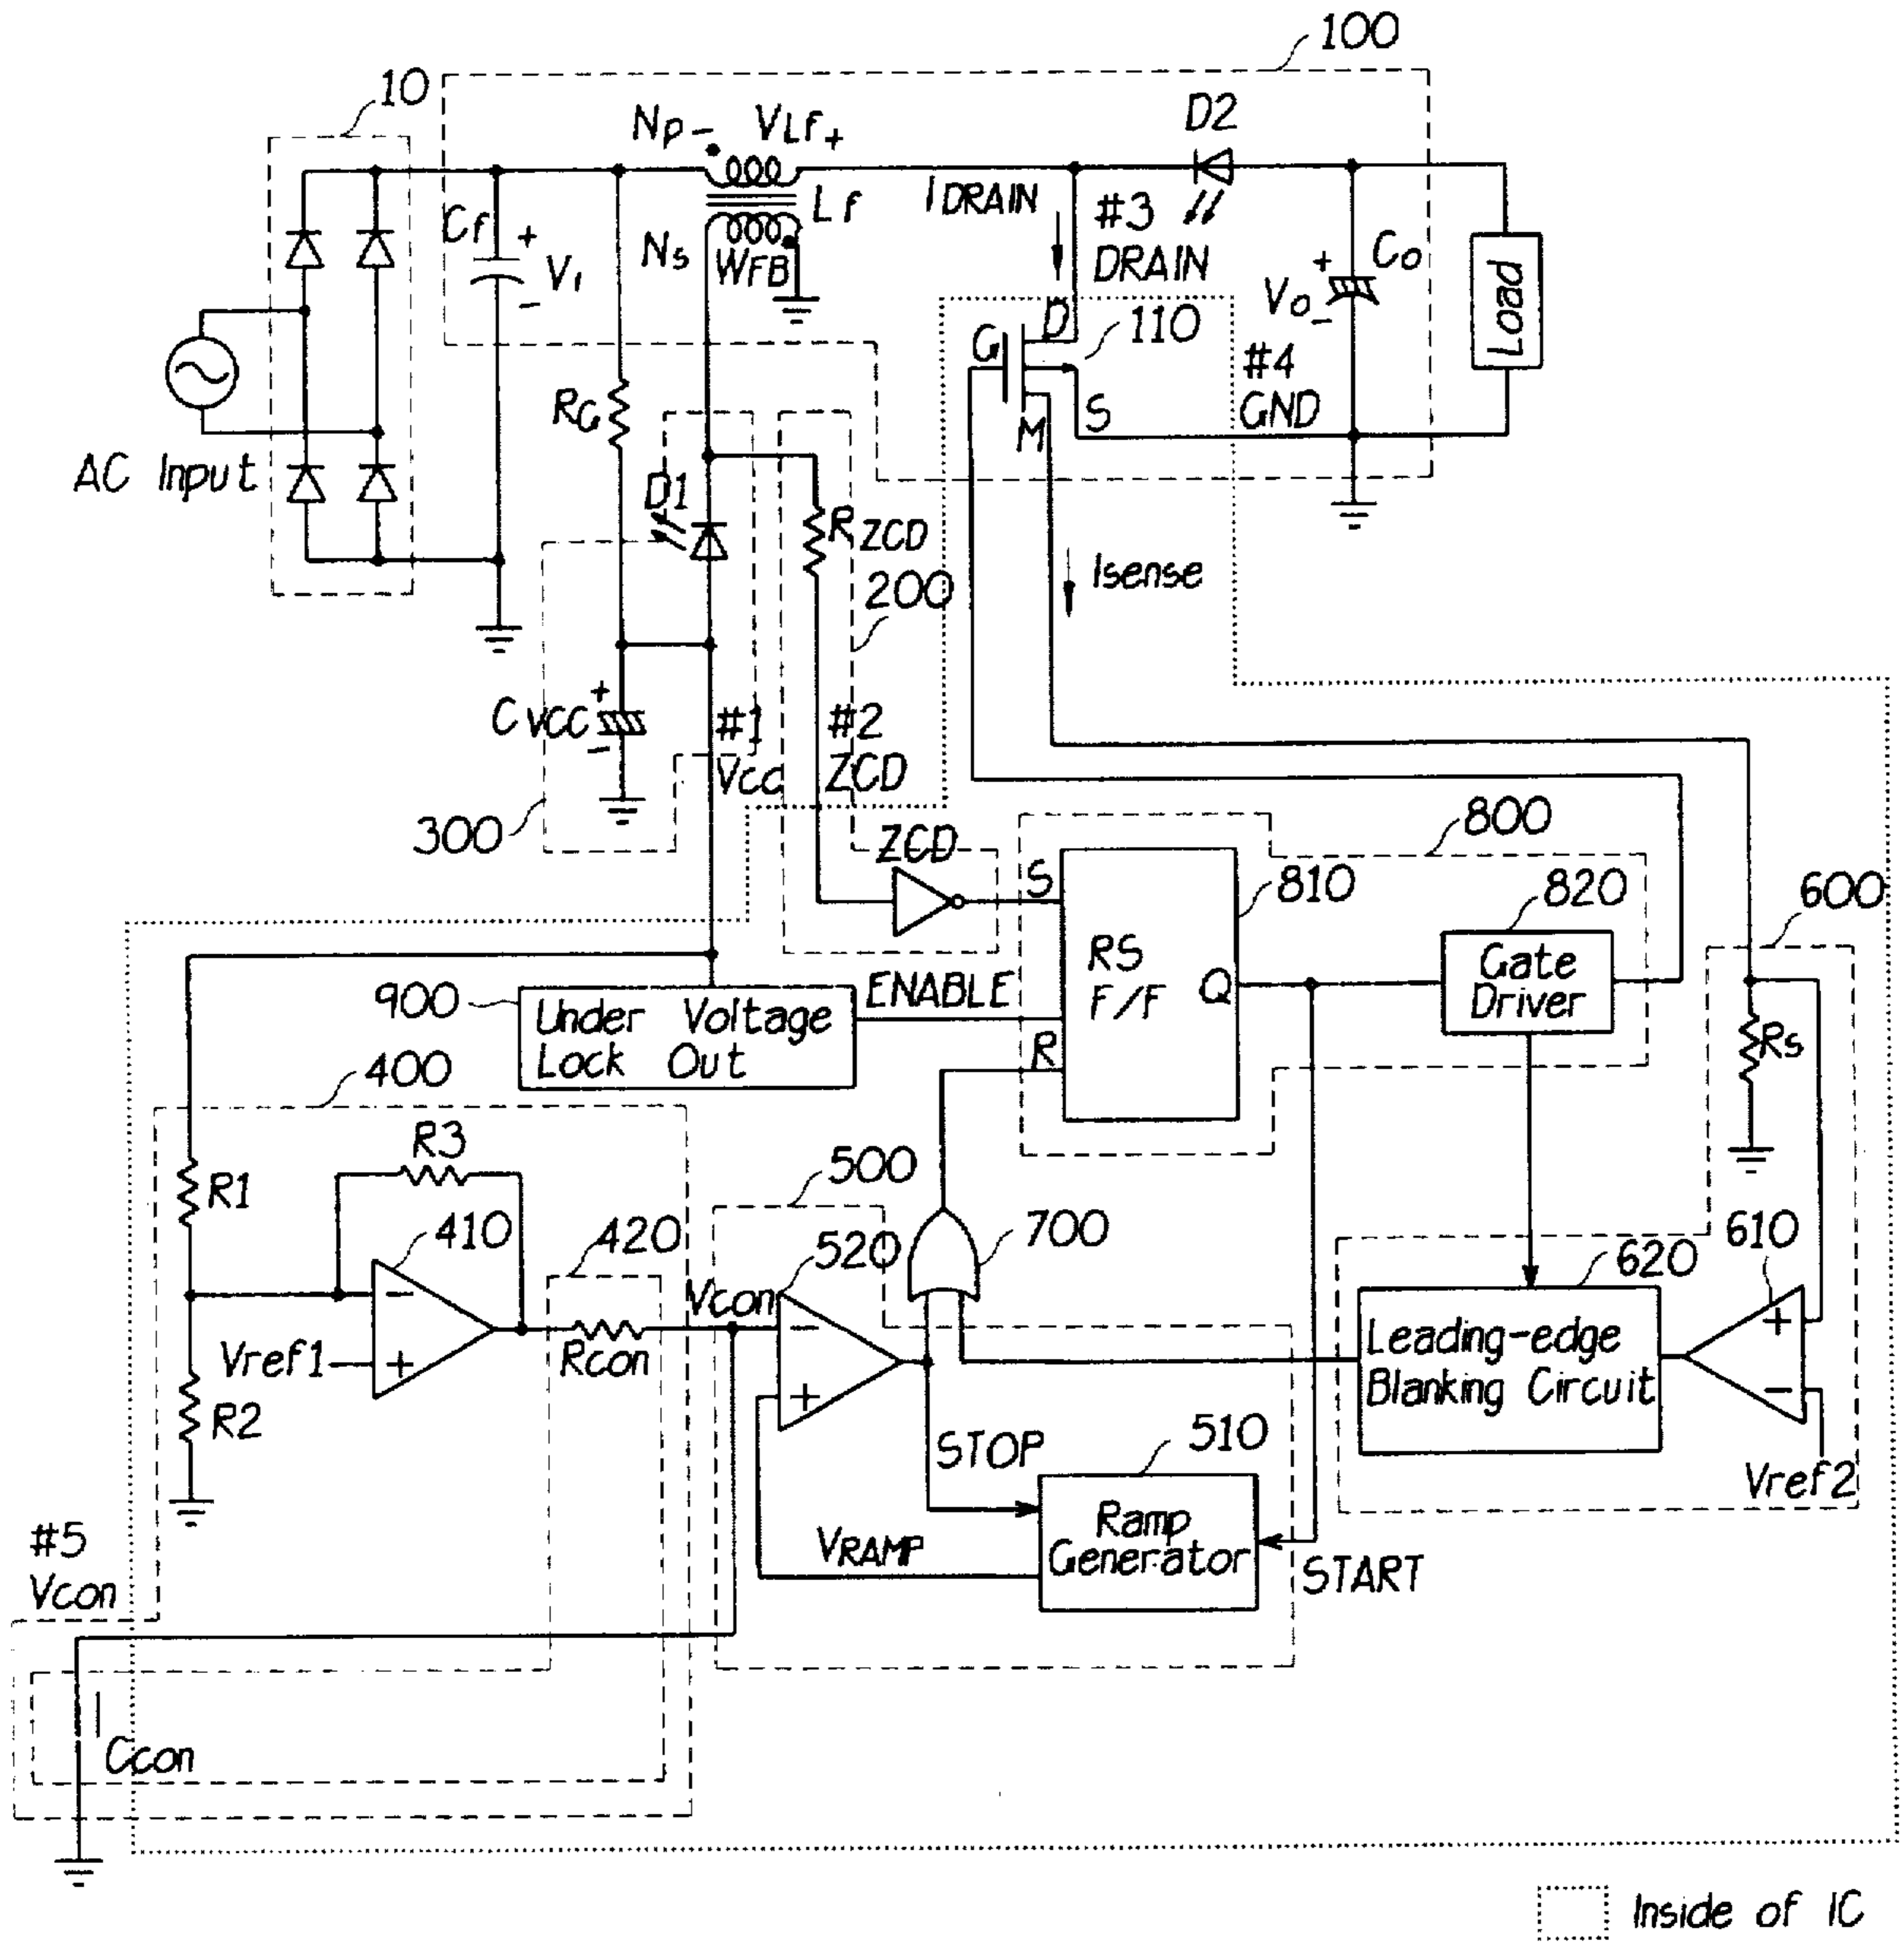 100
10
Np -
VLf +
D2
Cf
+
V1
-
Lf
Ns
WFB
IDRAIN
#3
DRAIN
+
Co
Vo
-
Load
D
G
110
M
S
#4
GND
AC Input
RG
D1
RZCD
200
Isense
+
CVCC
-
#1
Vcc
#2
ZCD
300
ZCD
800
S
810
820
600
RS
F/F
Q
R
Gate
Driver
900
Under Voltage
Lock Out
ENABLE
Rs
400
R3
R1
500
410
420
520
700
620
610
-
Vcon
-
+
Vref1
+
Rcon
+
Leading-edge
Blanking Circuit
-
R2
STOP
510
Vref2
Ramp
Generator
VRAMP
START
#5
Vcon
Ccon
Inside of IC